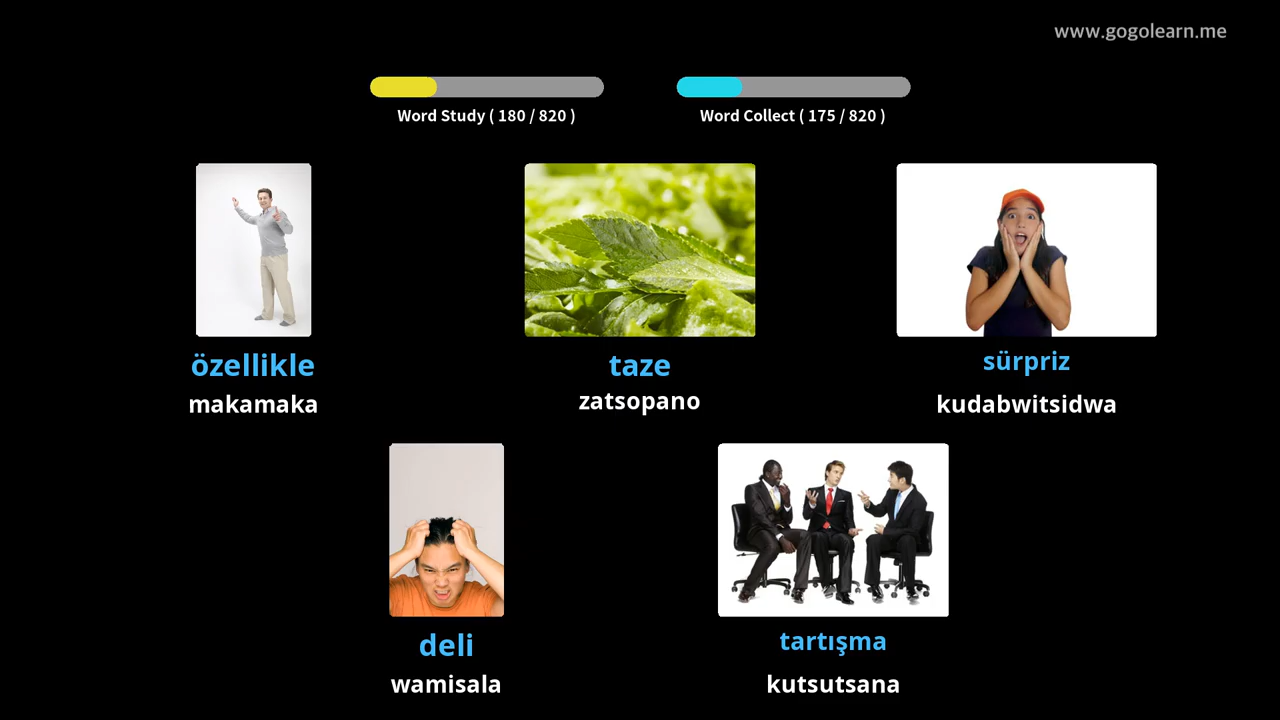 www.gogolearn.me
Word Study ( 180 / 820 )
Word Collect ( 175 / 820 )
özellikle
makamaka
taze
zatsopano
sürpriz
kudabwitsidwa
deli
wamisala
tartışma
kutsutsana